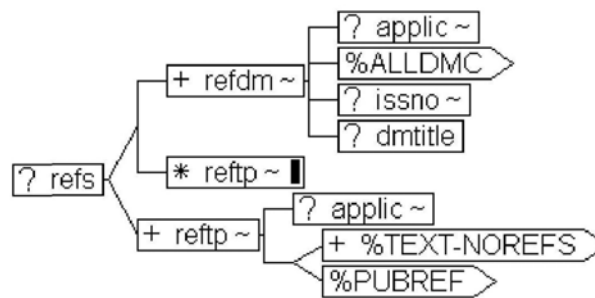 ? applic ~
+ refdm ~
%ALLDMC
? issno ~
? dmtitle
? refs
* reftp ~
+ reftp ~
? applic ~
+ %TEXT-NOREFS
%PUBREF